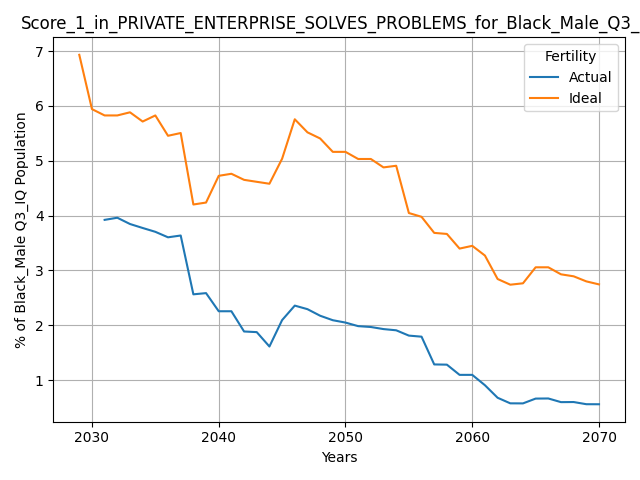 Score_1_in_PRIVATE_ENTERPRISE_SOLVES_PROBLEMS_for_Black_Male_Q3_
Fertility
Actual
Ideal
% of Black_Male Q3_IQ Population
7
6
5
4
3
2
1
2030 2040 2050 2060 2070
Years